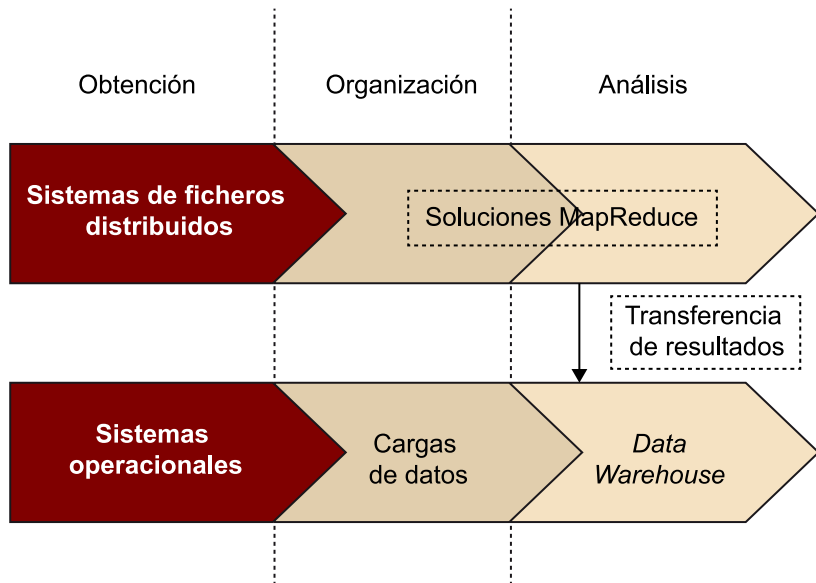 Obtención
Organización
Análisis
Sistemas de ficheros
distribuidos
Soluciones MapReduce
Transferencia
de resultados
Sistemas
operacionales
Cargas
de datos
Data
Warehouse